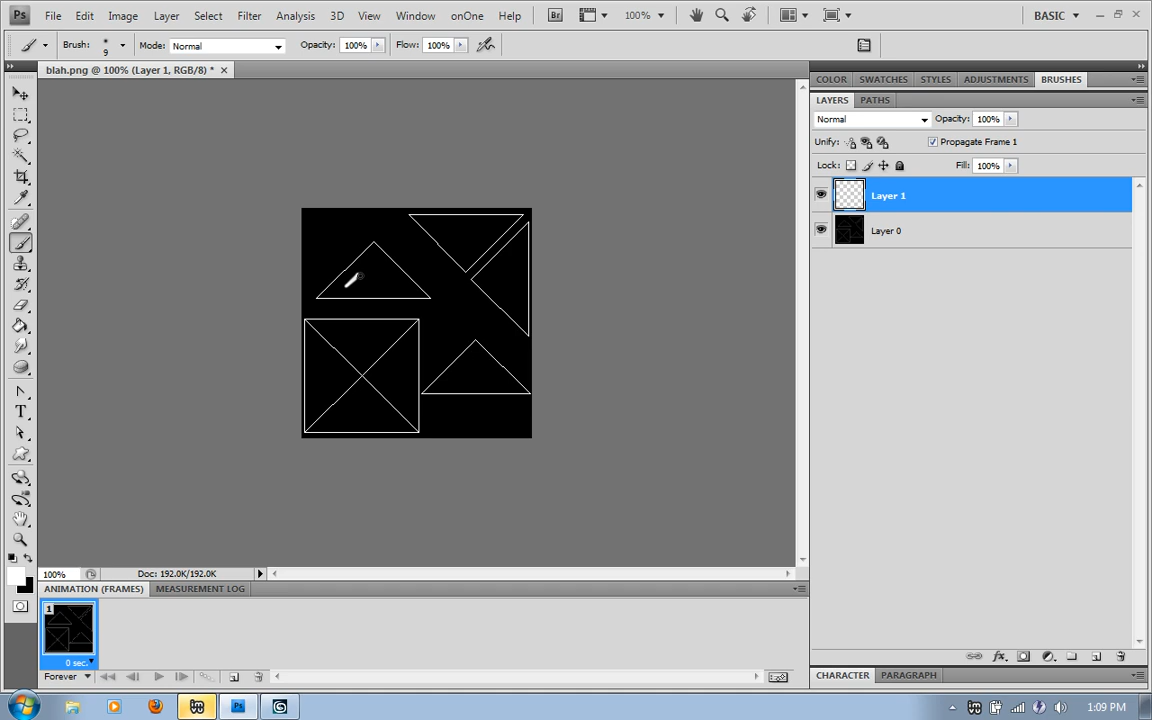 Ps File Edit Image Layer Select Filter Analysis 3D View Window onOne Help Br 100% BASIC
Brush: 9 Mode: Normal Opacity: 100% Flow: 100%
blah.png @ 100% (Layer 1, RGB/8) *
COLOR SWATCHES STYLES ADJUSTMENTS BRUSHES
LAYERS PATHS
Normal Opacity: 100%
Unify: Propagate Frame 1
Lock: Fill: 100%
Layer 1
Layer 0
T
100% Doc: 192.0K/192.0K
ANIMATION (FRAMES) MEASUREMENT LOG
1
0 sec.
Forever
CHARACTER PARAGRAPH
Ps
1:09 PM